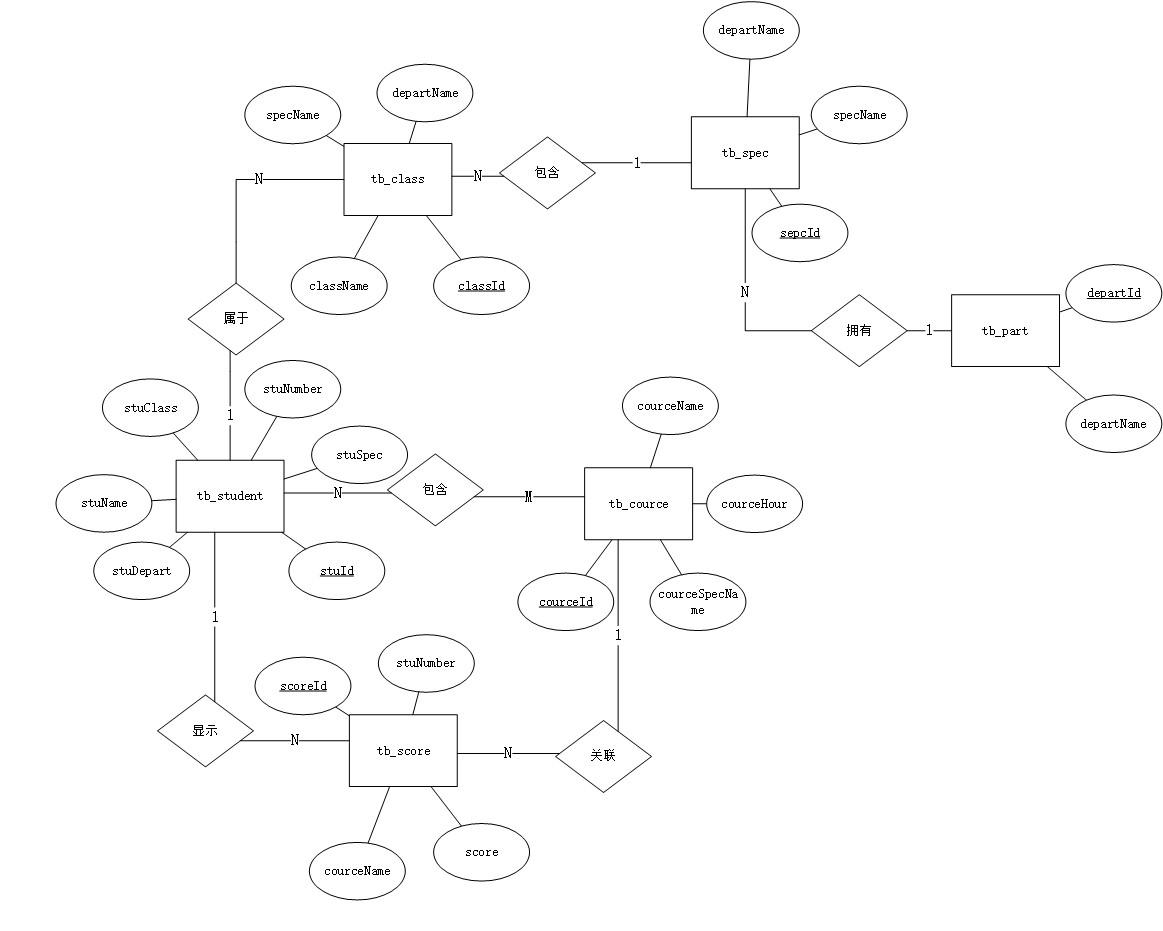 departName
departName
specName
specName
tb_spec
tb_class
N
N
包含
1
sepcId
className
classId
departId
N
属于
拥有
1
tb_part
stuNumber
stuClass
courceName
1
departName
stuSpec
tb_student
N
包含
M
tb_cource
courceHour
stuName
stuDepart
stuId
courceId
courceSpecNa
me
1
1
stuNumber
scoreId
显示
N
tb_score
N
关联
score
courceName